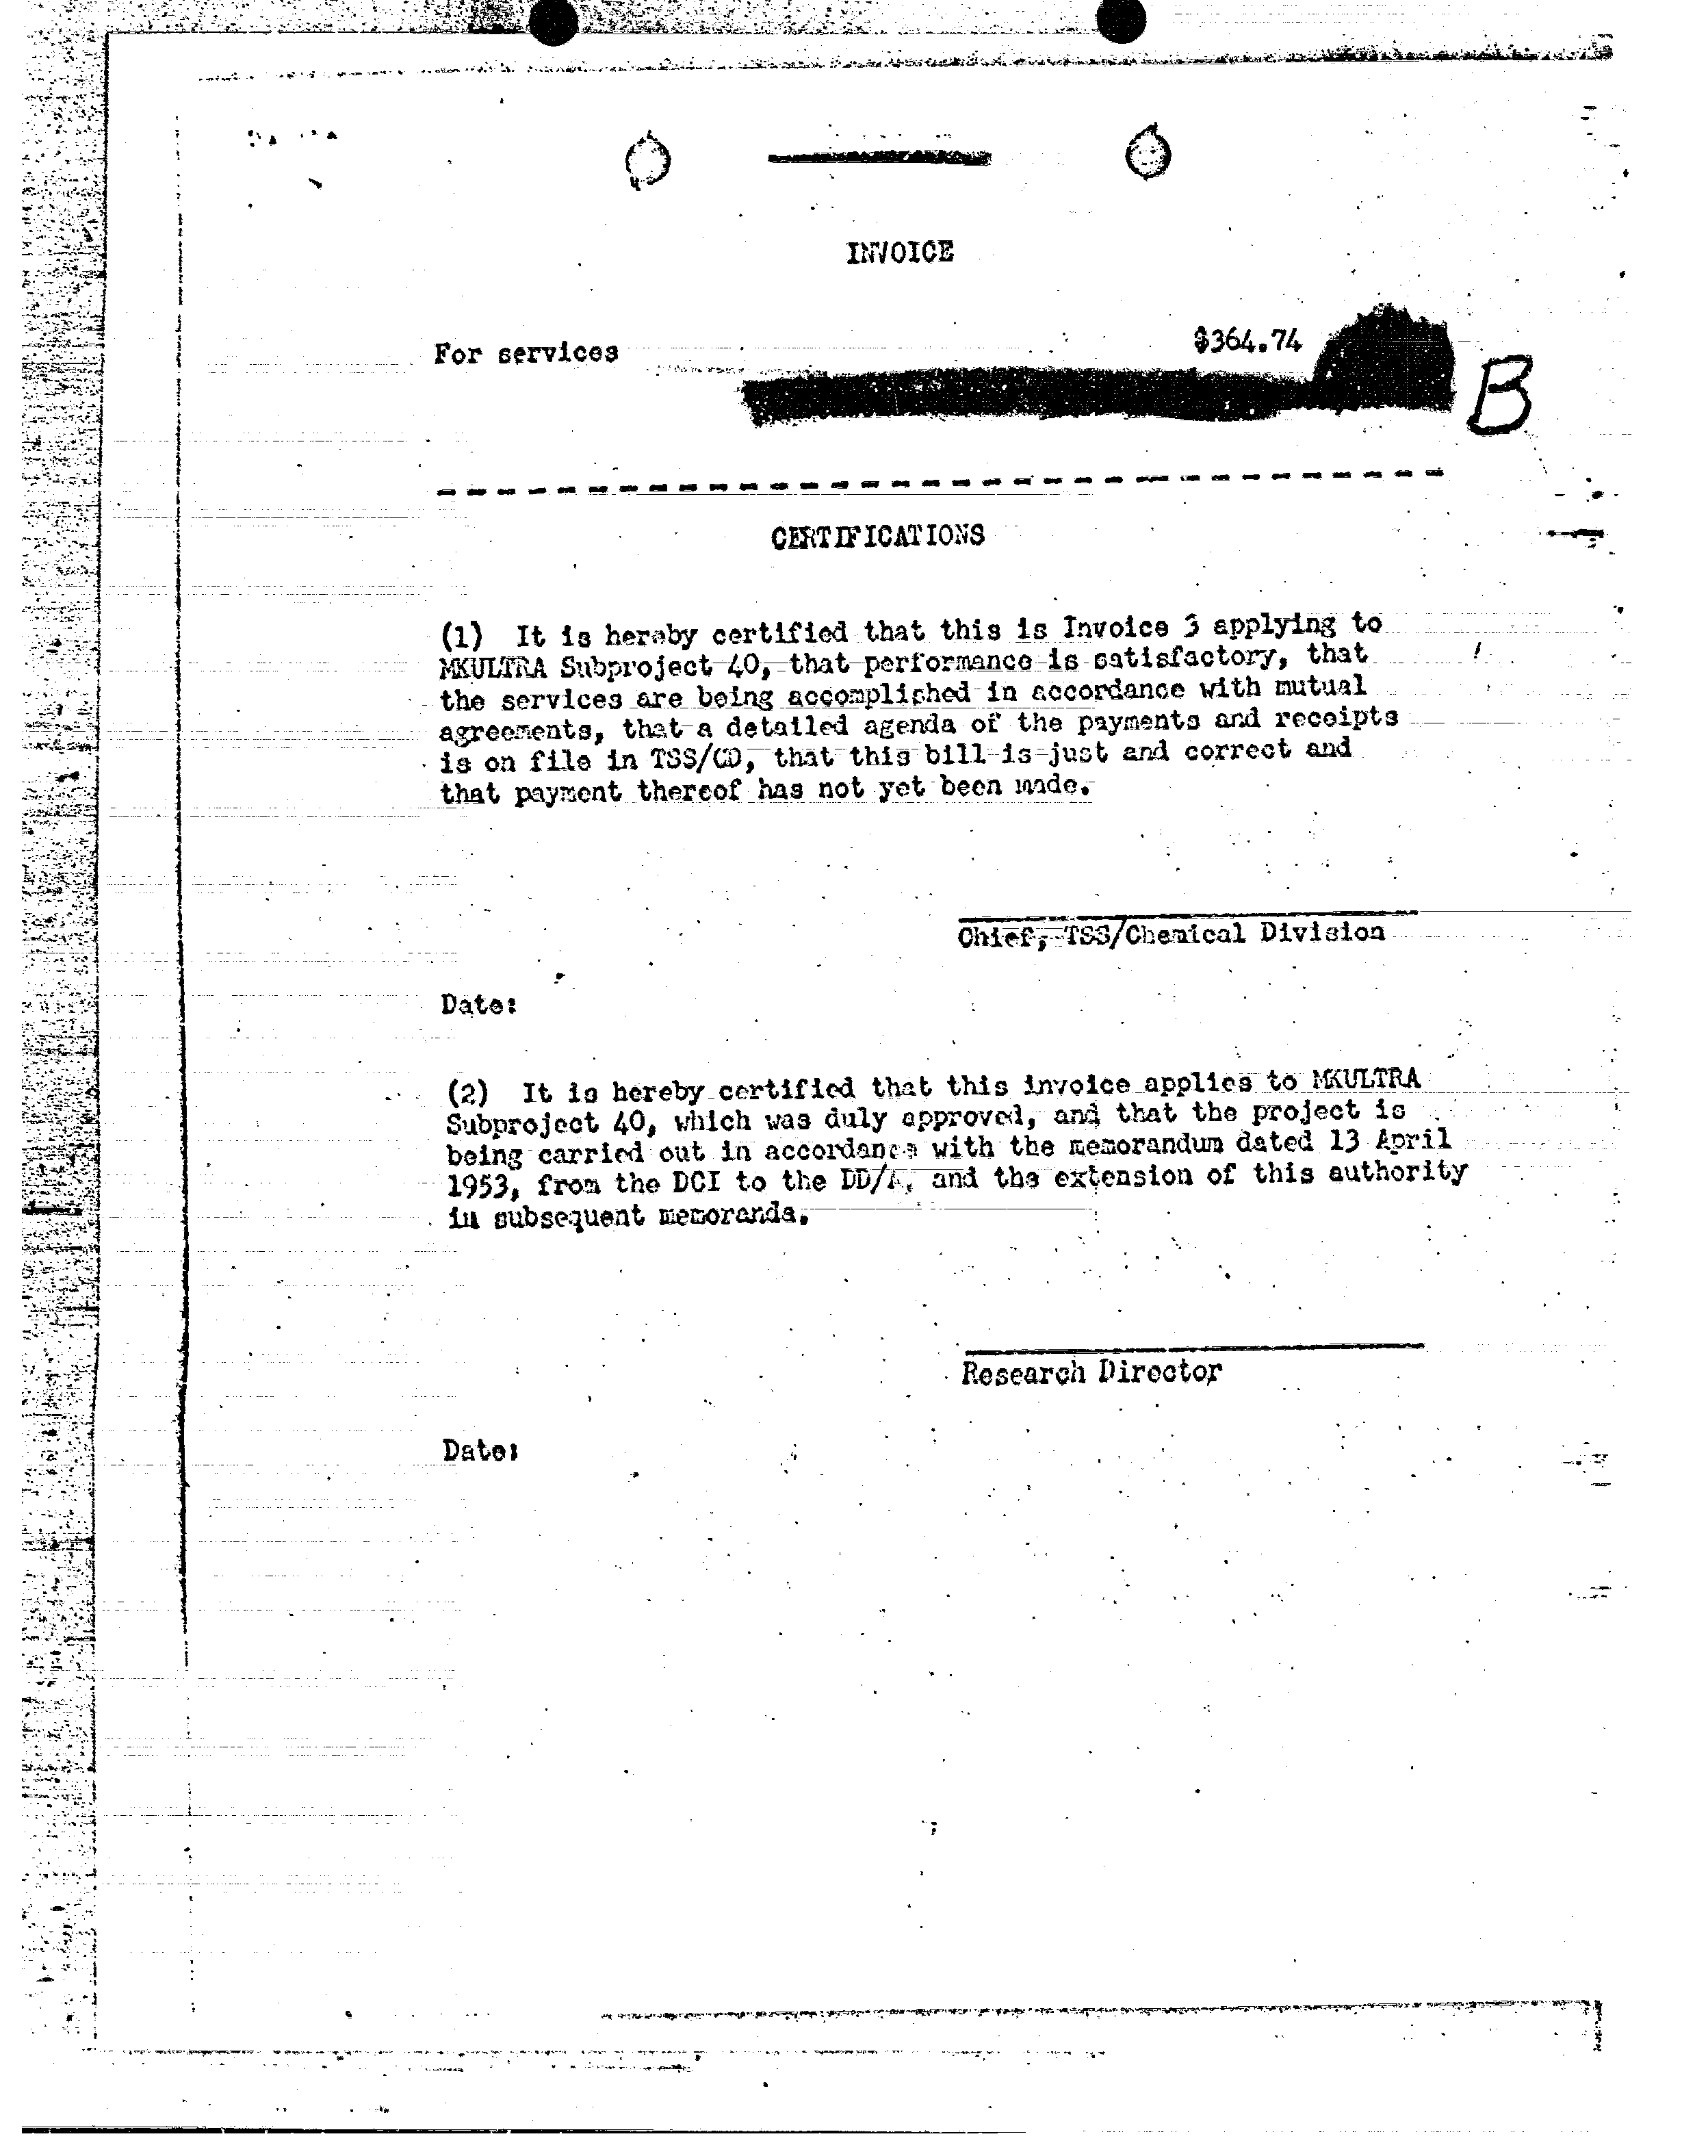 INVOICE
For services $364.74
B
CERTIFICATIONS
(1) It is hereby certified that this is Invoice 3 applying to
MKULTRA Subproject 40, that performance is satisfactory, that
the services are being accomplished in accordance with mutual
agreements, that a detailed agenda of the payments and receipts
is on file in TSS/CD, that this bill is just and correct and
that payment thereof has not yet been made.
Chief, TSS/Chemical Division
Date:
(2) It is hereby certified that this invoice applies to MKULTRA
Subproject 40, which was duly approved, and that the project is
being carried out in accordance with the memorandum dated 13 April
1953, from the DCI to the DD/A, and the extension of this authority
in subsequent memoranda.
Research Director
Date: